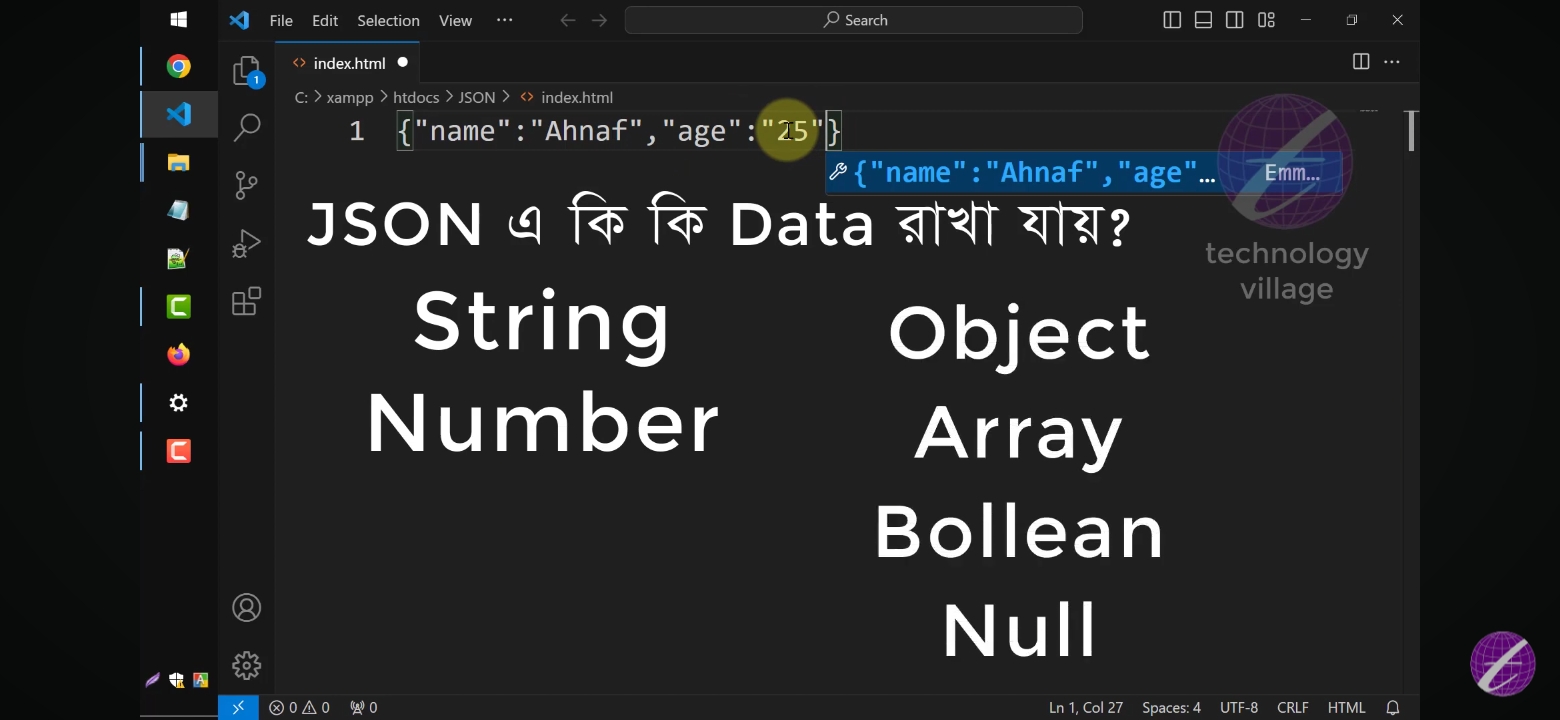 File Edit Selection View ··· Search
1
index.html
C: > xampp > htdocs > JSON > index.html
1 {"name":"Ahnaf","age":"25"}
{"name":"Ahnaf","age"... Emm...
JSON এ কি কি Data রাখা যায়?
technology
village
String
Number
Object
Array
Bollean
Null
0 0 0 Ln 1, Col 27 Spaces: 4 UTF-8 CRLF HTML